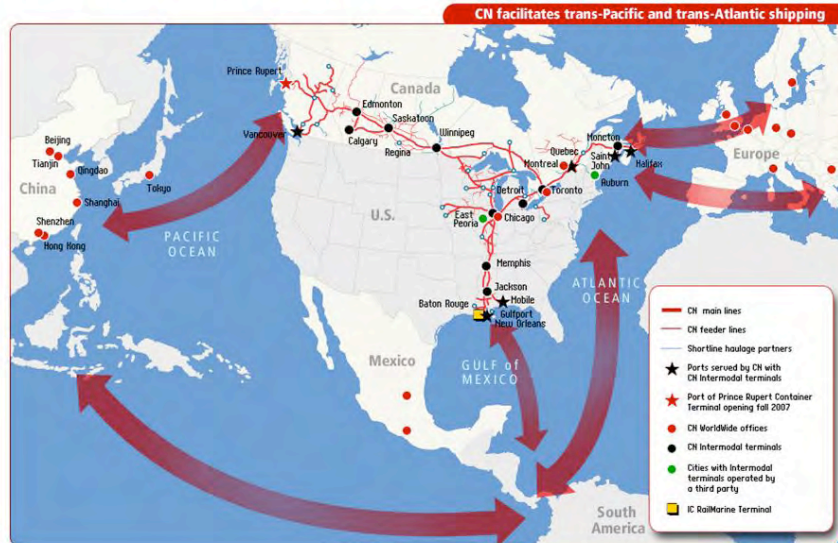 CN facilitates trans-Pacific and trans-Atlantic shipping
Prince Rupert
Canada
Edmonton
Saskatoon
Vancouver
Calgary
Regina
Winnipeg
Moncton
Quebec
Montreal
Saint
John
Halifax
Auburn
Europe
Beijing
Tianjin
Qingdao
China
Tokyo
Shanghai
Shenzhen
Hong Kong
PACIFIC
OCEAN
U.S.
Detroit
Toronto
East
Peoria
Chicago
Memphis
Jackson
Baton Rouge
Mobile
Gulfport
New Orleans
ATLANTIC
OCEAN
Mexico
GULF of
MEXICO
South
America
CN main lines
CN feeder lines
Shortline haulage partners
Ports served by CN with
CN Intermodal terminals
Port of Prince Rupert Container
Terminal opening fall 2007
CN WorldWide offices
CN Intermodal terminals
Cities with Intermodal
terminals operated by
a third party
IC RailMarine Terminal